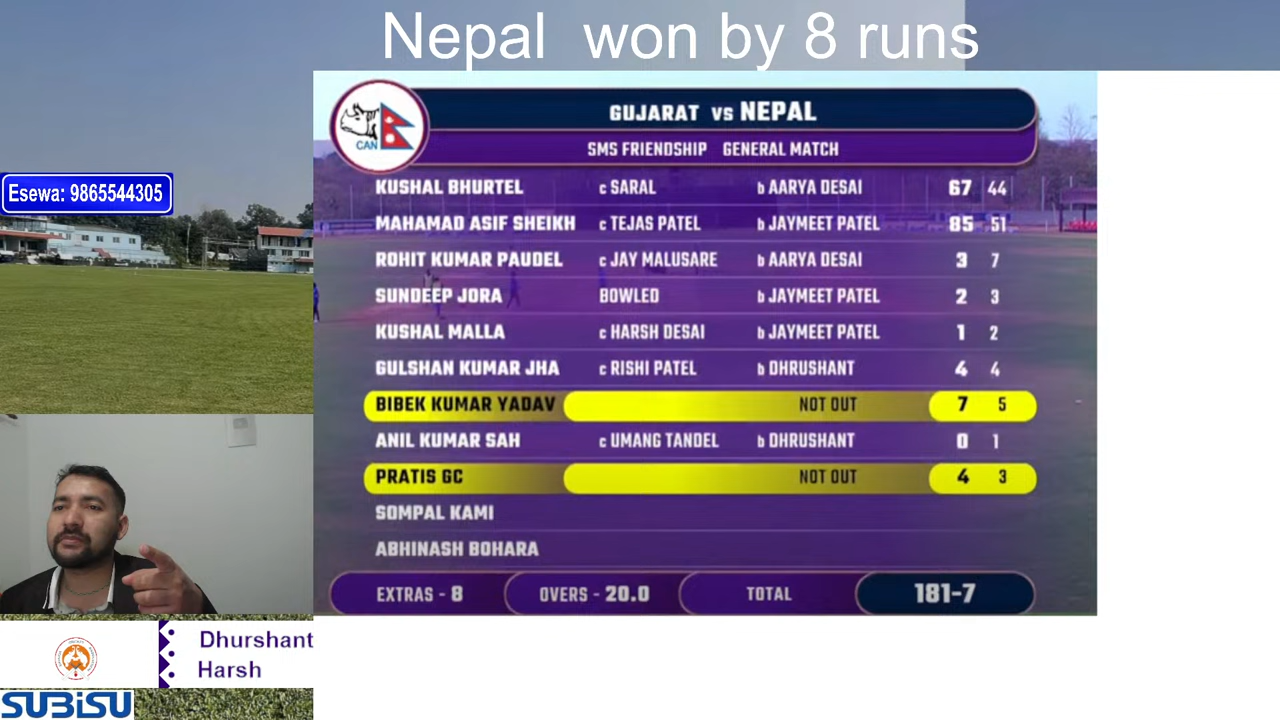 Nepal won by 8 runs
CAN
GUJARAT VS NEPAL
SMS FRIENDSHIP GENERAL MATCH
Esewa: 9865544305
KUSHAL BHURTEL c SARAL b AARYA DESAI 67 44
MAHAMAD ASIF SHEIKH c TEJAS PATEL b JAYMEET PATEL 85 51
ROHIT KUMAR PAUDEL c JAY MALUSARE b AARYA DESAI 3 7
SUNDEEP JORA BOWLED b JAYMEET PATEL 2 3
KUSHAL MALLA c HARSH DESAI b JAYMEET PATEL 1 2
GULSHAN KUMAR JHA c RISHI PATEL b DHRUSHANT 4 4
BIBEK KUMAR YADAV NOT OUT 7 5
ANIL KUMAR SAH c UMANG TANDEL b DHRUSHANT 0 1
PRATIS GC NOT OUT 4 3
SOMPAL KAMI
ABHINASH BOHARA
EXTRAS - 8 OVERS - 20.0 TOTAL 181-7
Dhurshant
Harsh
SUBISU